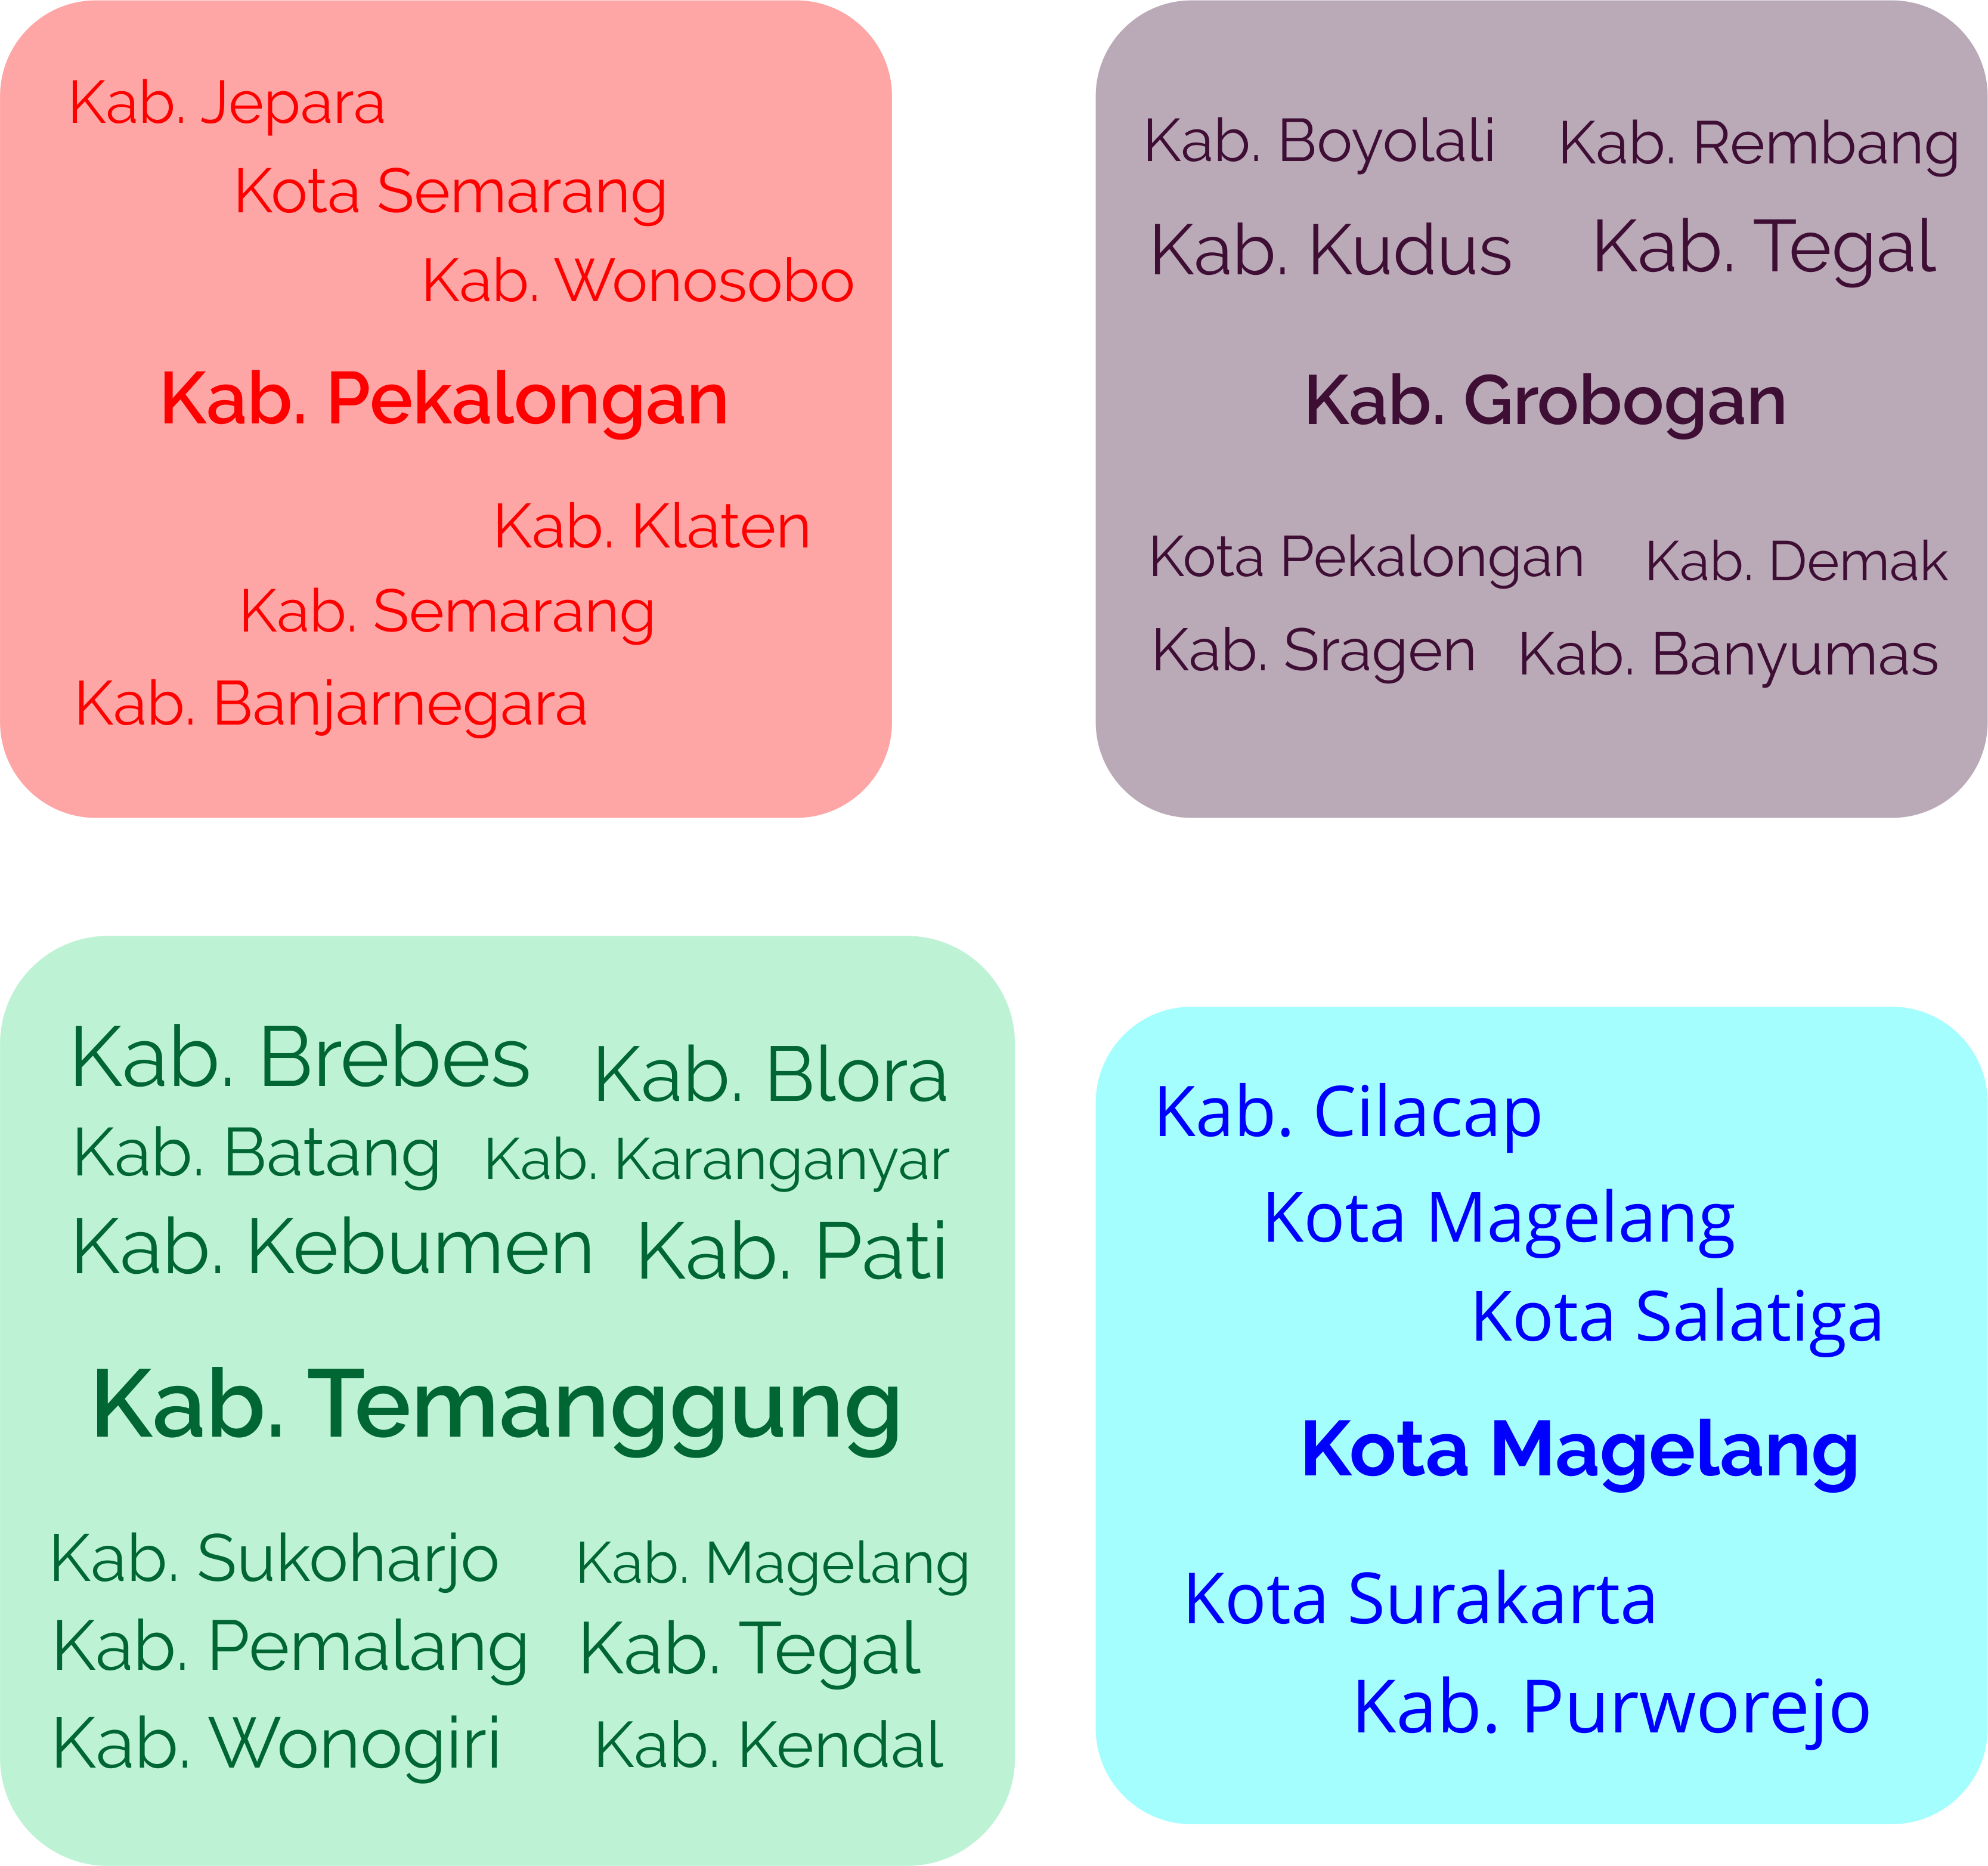 Kab. Jepara
Kota Semarang
Kab. Wonosobo
Kab. Pekalongan
Kab. Klaten
Kab. Semarang
Kab. Banjarnegara
Kab. Boyolali
Kab. Rembang
Kab. Kudus
Kab. Tegal
Kab. Grobogan
Kota Pekalongan
Kab. Demak
Kab. Sragen
Kab. Banyumas
Kab. Brebes
Kab. Blora
Kab. Batang
Kab. Karanganyar
Kab. Kebumen
Kab. Pati
Kab. Temanggung
Kab. Sukoharjo
Kab. Magelang
Kab. Pemalang
Kab. Tegal
Kab. Wonogiri
Kab. Kendal
Kab. Cilacap
Kota Magelang
Kota Salatiga
Kota Magelang
Kota Surakarta
Kab. Purworejo